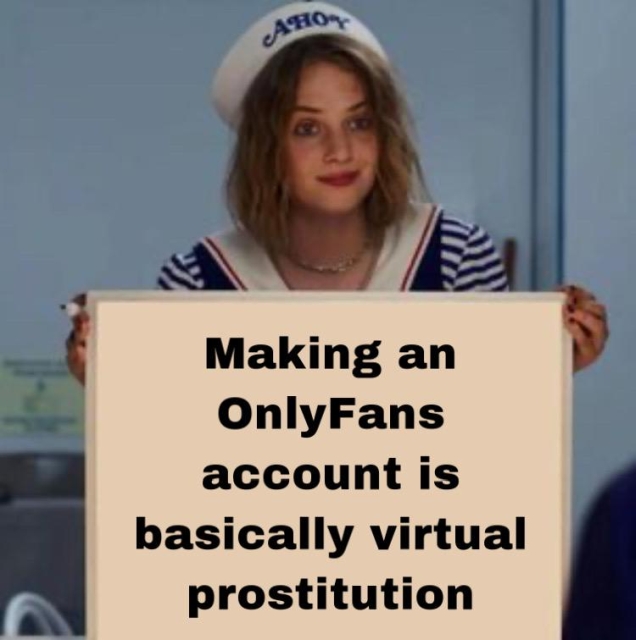 AHOY
Making an
OnlyFans
account is
basically virtual
prostitution